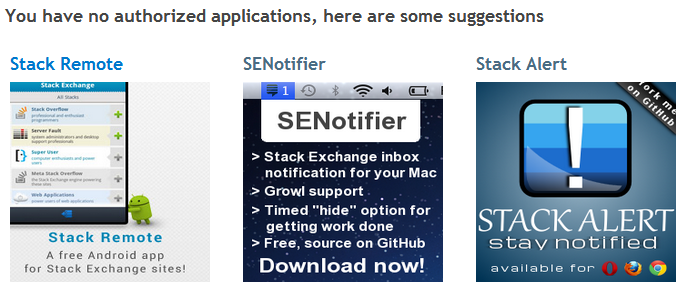 You have no authorized applications, here are some suggestions
Stack Remote
SENotifier
Stack Alert
Stack Exchange
All Stacks
Stack Overflow
professional and enthusiast
programmers
Server Fault
system administrators and desktop
support professionals
Super User
computer enthusiasts and power
users
Meta Stack Overflow
the Stack Exchange engine powering
these sites
Web Applications
power users of web applications
Stack Remote
A free Android app
for Stack Exchange sites!
1
SENotifier
> Stack Exchange inbox
notification for your Mac
> Growl support
> Timed "hide" option for
getting work done
> Free, source on GitHub
Download now!
Fork me
on GitHub
!
STACK ALERT
stay notified
available for